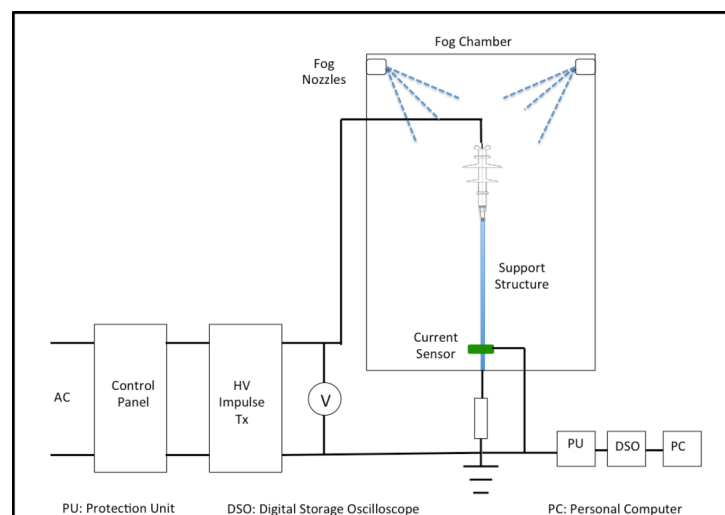 Fog Chamber
Fog
Nozzles
Support
Structure
Current
Sensor
AC
Control
Panel
HV
Impulse
Tx
V
PU
DSO
PC
PU: Protection Unit
DSO: Digital Storage Oscilloscope
PC: Personal Computer